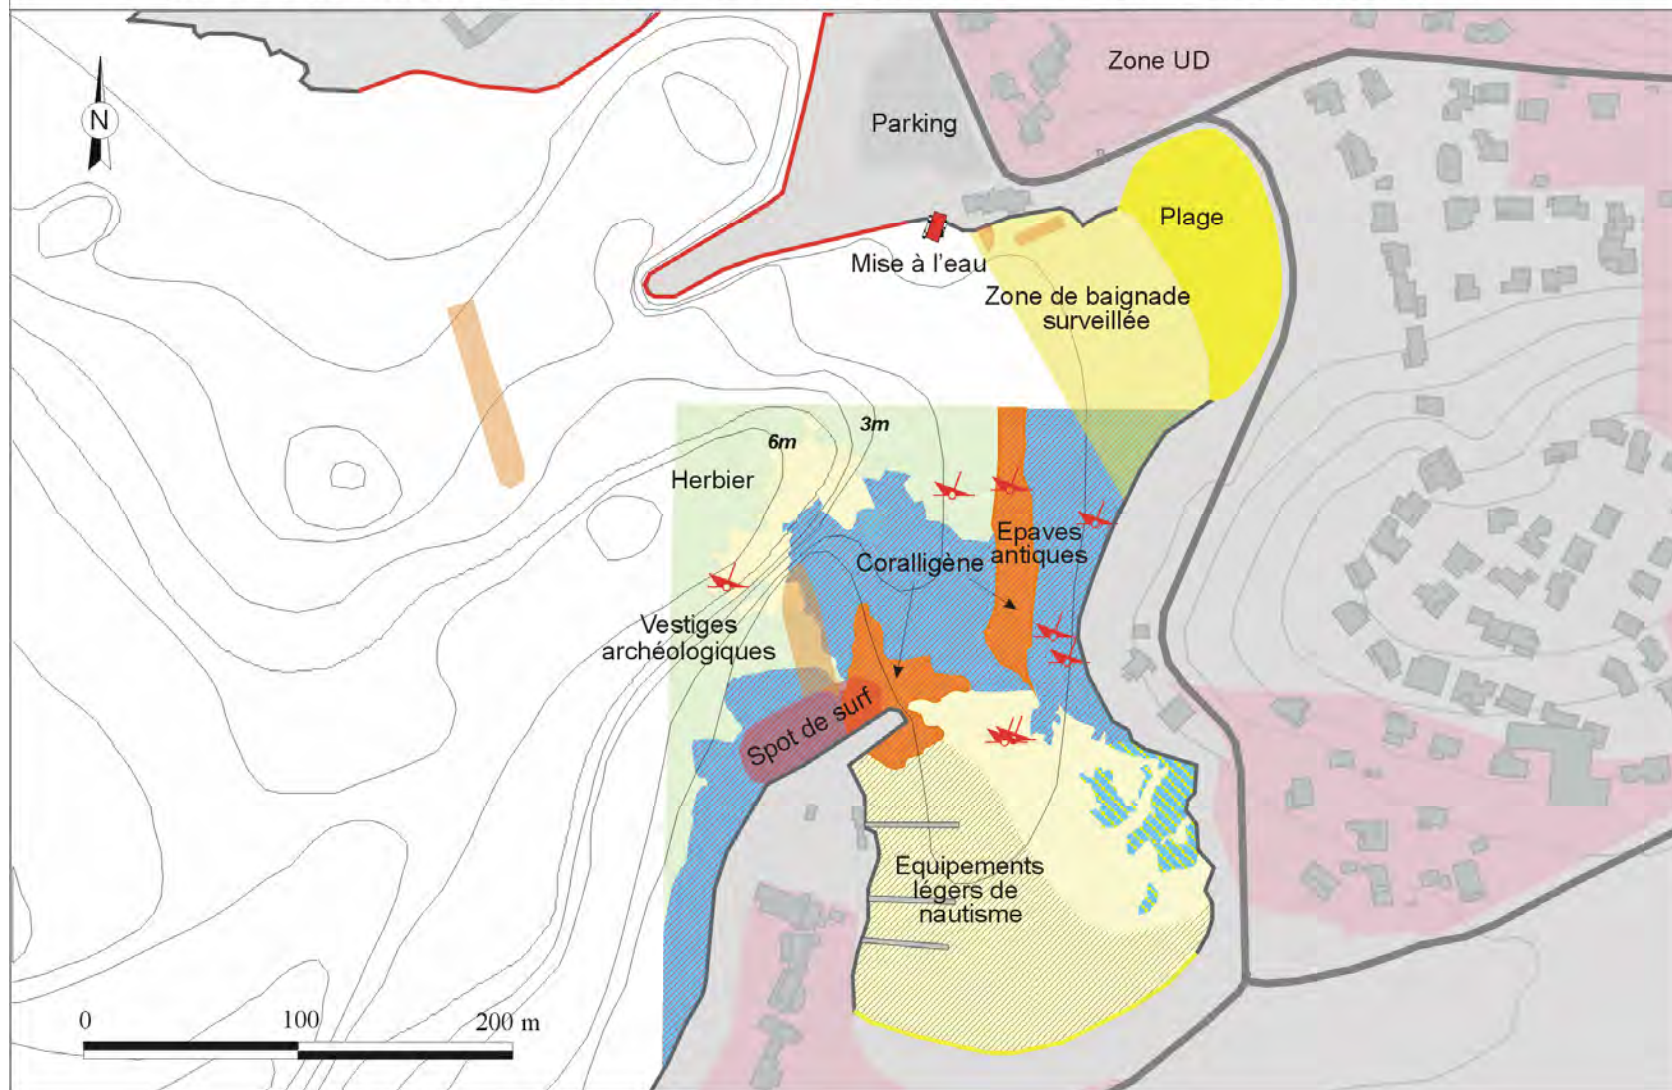 Zone UD
N
Parking
Plage
Mise à l'eau
Zone de baignade
surveillée
3m
6m
Herbier
Epaves
antiques
Coralligène
Vestiges
archéologiques
Spot de surf
Equipements
légers de
nautisme
0
100
200 m